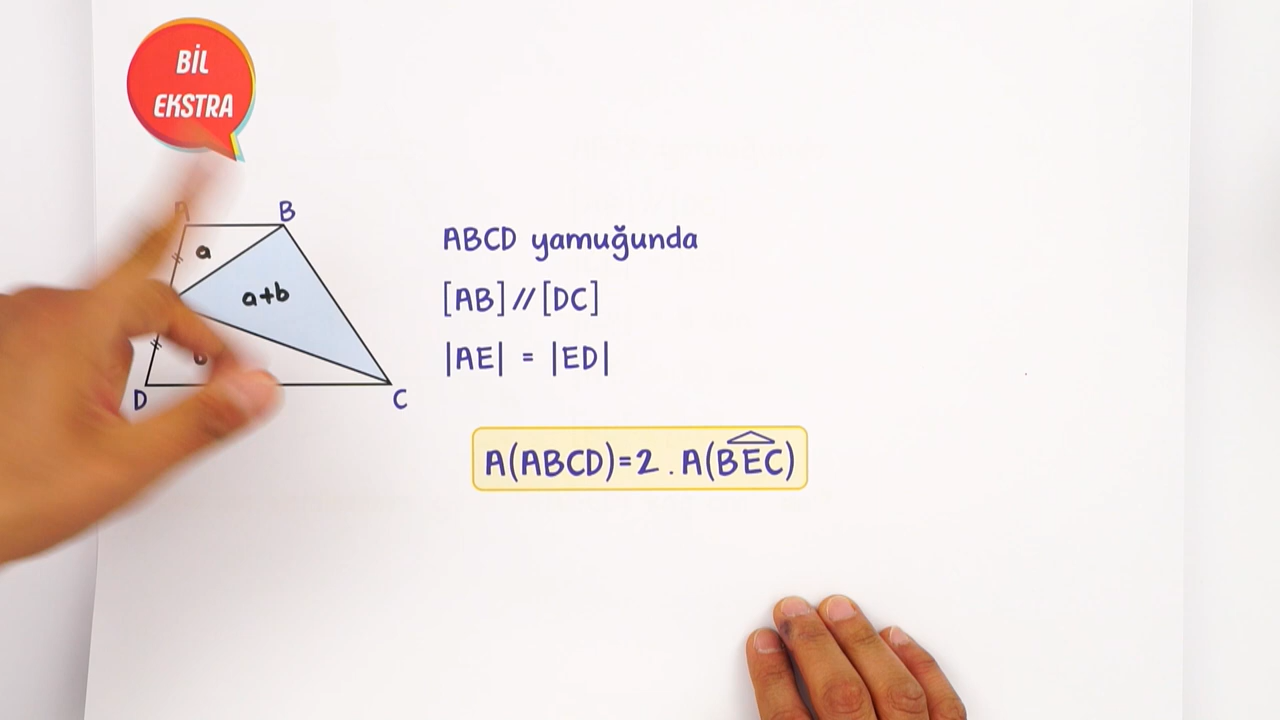 BİL
EKSTRA
A B
a
a+b
D C
ABCD yamuğunda
[AB] // [DC]
|AE| = |ED|
A(ABCD)=2 . A(BEC)